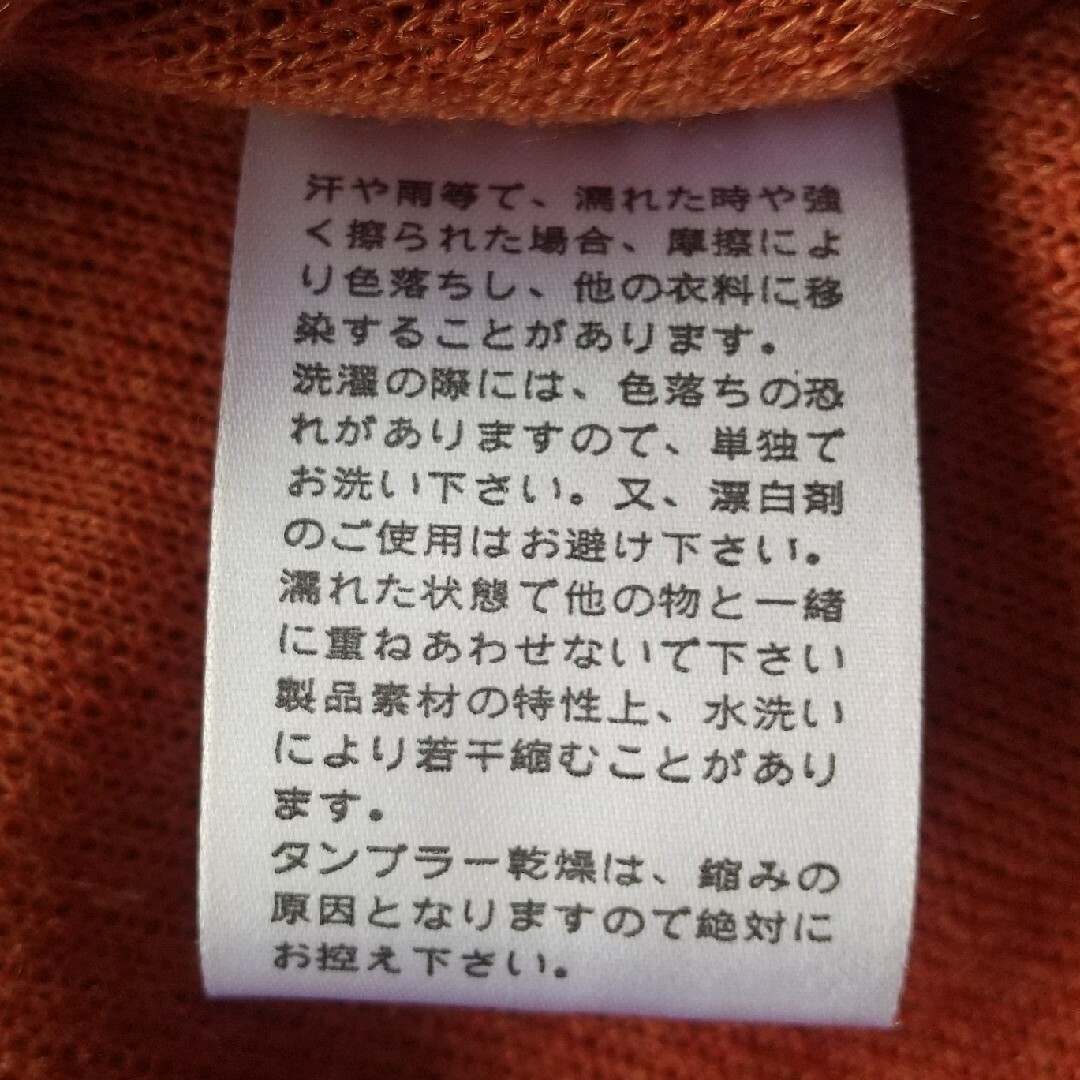 汗や雨等で、濡れた時や強
く擦られた場合、摩擦によ
り色落ちし、他の衣料に移
染することがあります。
洗濯の際には、色落ちの恐
れがありますので、単独で
お洗い下さい。又、漂白剤
のご使用はお避け下さい。
濡れた状態で他の物と一緒
に重ねあわせないで下さい
製品素材の特性上、水洗い
により若干縮むことがあり
ます。
タンブラー乾燥は、縮みの
原因となりますので絶対に
お控え下さい。